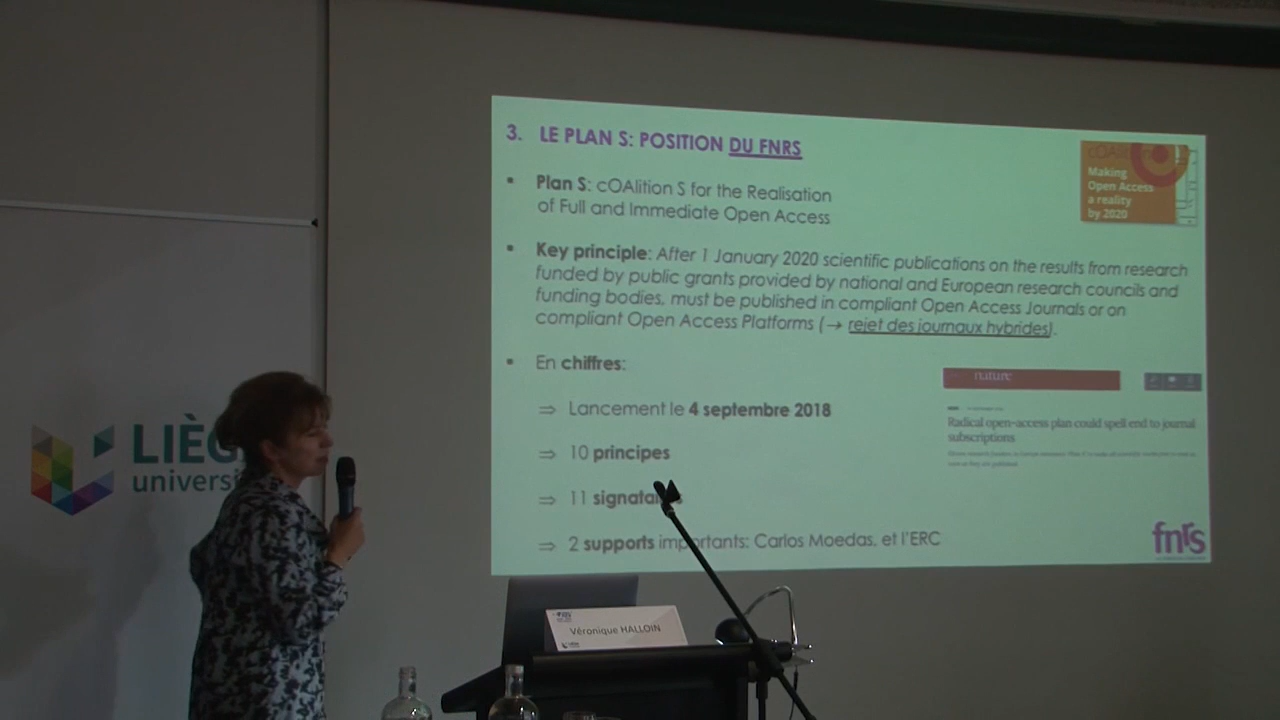 3. LE PLAN S: POSITION DU FNRS
Plan S: cOAlition S for the Realisation
of Full and Immediate Open Access
Making
Open Access
a reality
by 2020
Key principle: After 1 January 2020 scientific publications on the results from research
funded by public grants provided by national and European research councils and
funding bodies, must be published in compliant Open Access Journals or on
compliant Open Access Platforms (→ rejet des journaux hybrides).
En chiffres:
⇒ Lancement le 4 septembre 2018
⇒ 10 principes
⇒ 11
⇒ 2 supports importants: Carlos Moedas, et l'ERC
nature
Radical open-access plan could spell end to journal
subscriptions
fnrs
LIÈG
universi
Véronique HALLOIN